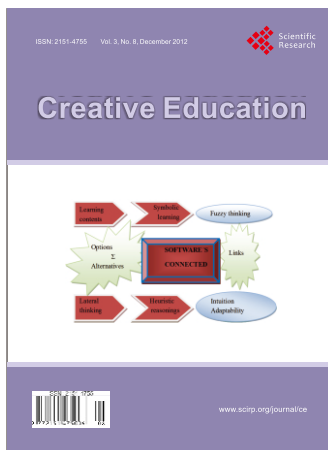 ISSN: 2151-4755 Vol. 3, No. 8, December 2012
Scientific
Research
Creative Education
Learning
contents
Symbolic
learning
Fuzzy thinking
Options
Σ
Alternatives
SOFTWARE´S
CONNECTED
Links
Lateral
thinking
Heuristic
reasonings
Intuition
Adaptability
www.scirp.org/journal/ce